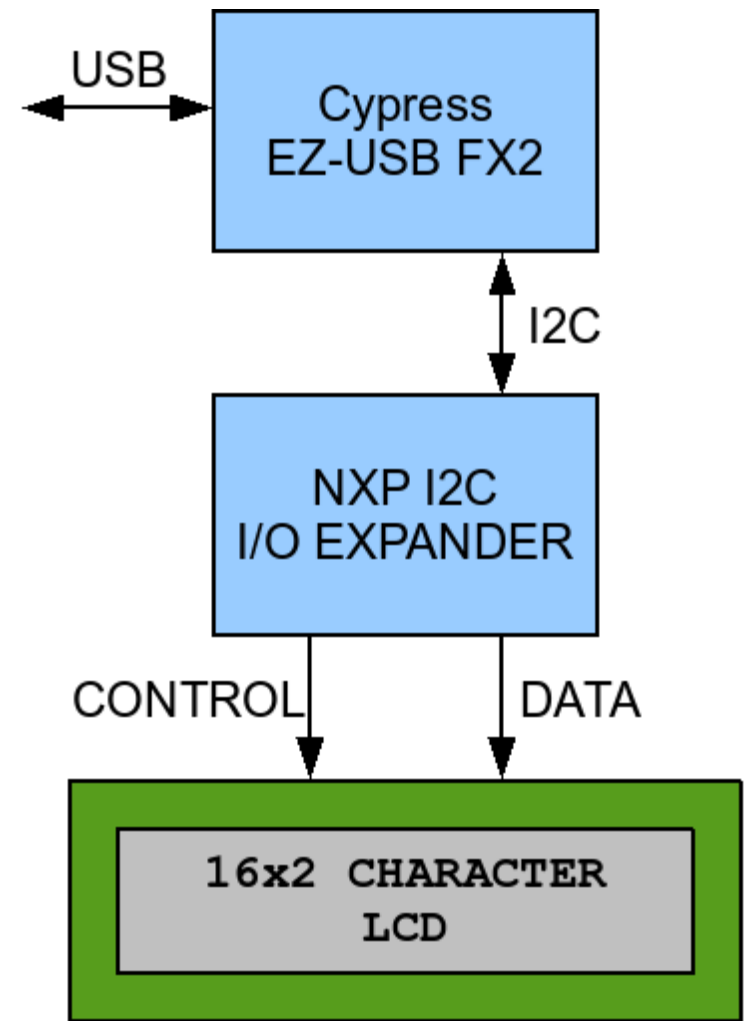 USB
Cypress
EZ-USB FX2
I2C
NXP I2C
I/O EXPANDER
CONTROL
DATA
16x2 CHARACTER
LCD